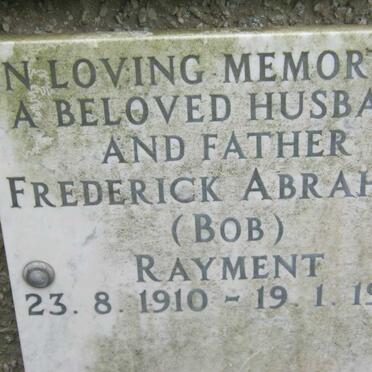 N LOVING MEMOR
A BELOVED HUSBA
AND FATHER
FREDERICK ABRAH
(BOB)
RAYMENT
23. 8. 1910 - 19. 1. 19